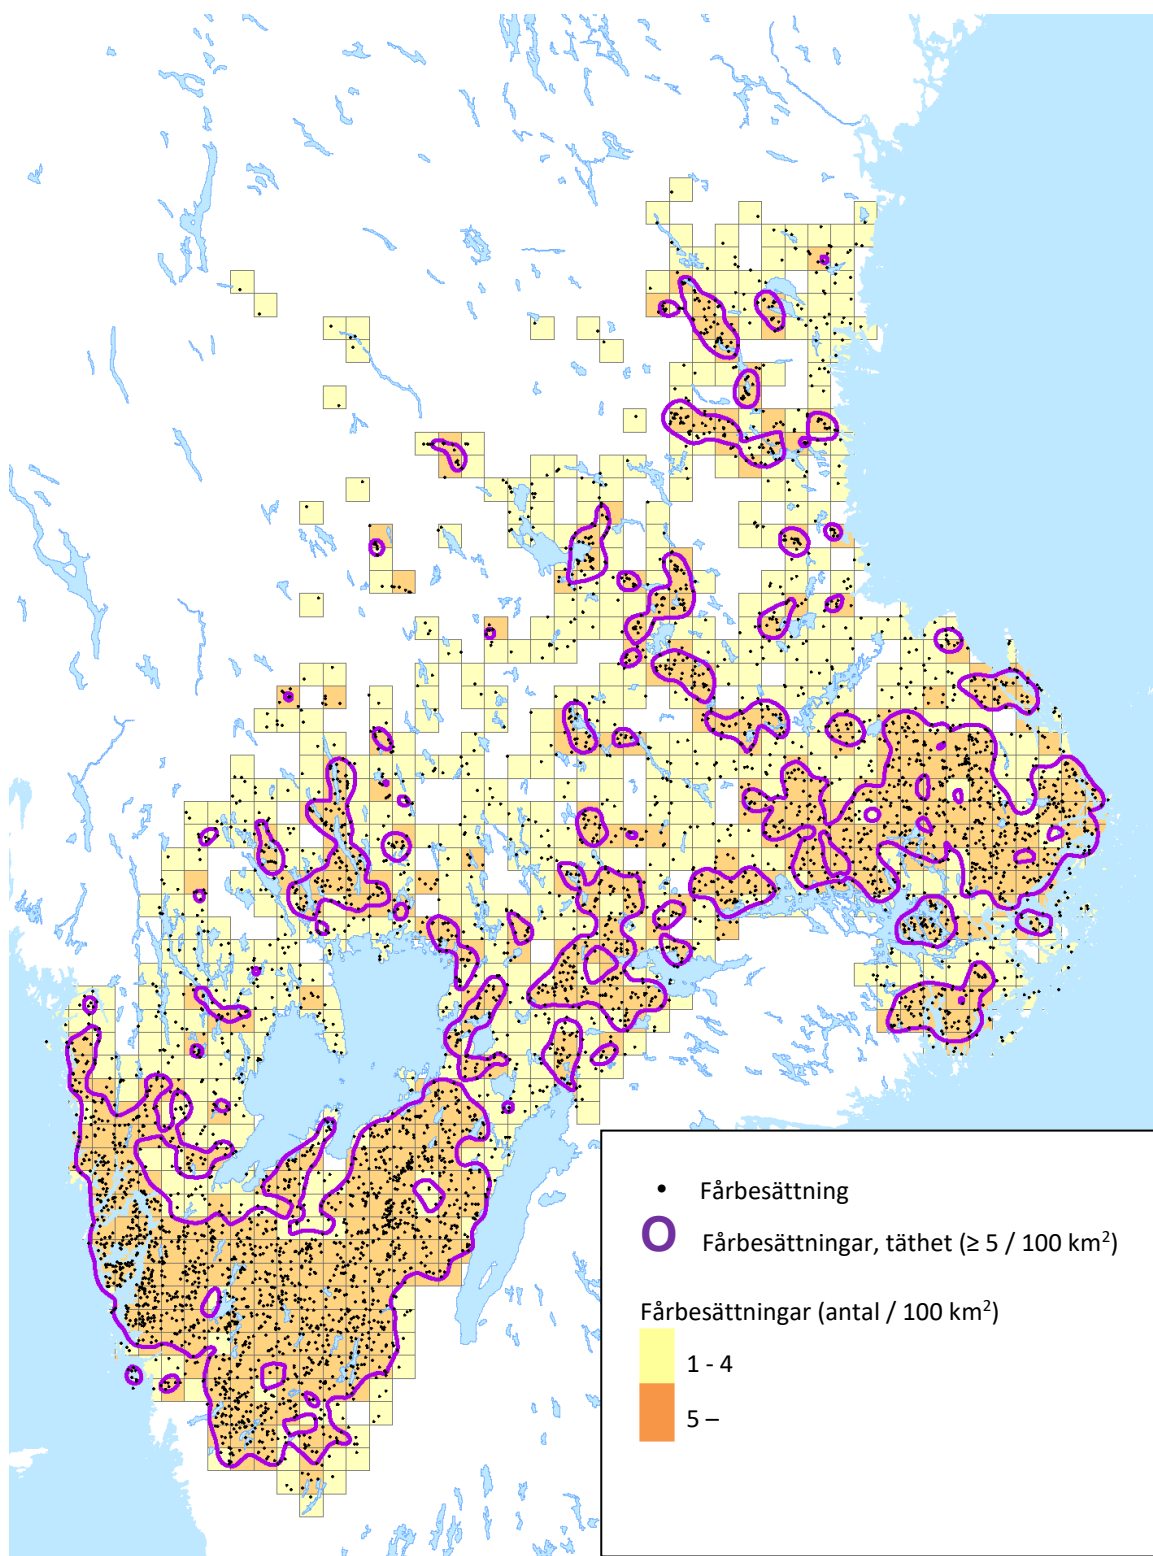 Fårbesättning
Fårbesättningar, täthet (≥ 5 / 100 km²)
Fårbesättningar (antal / 100 km²)
1 - 4
5 –